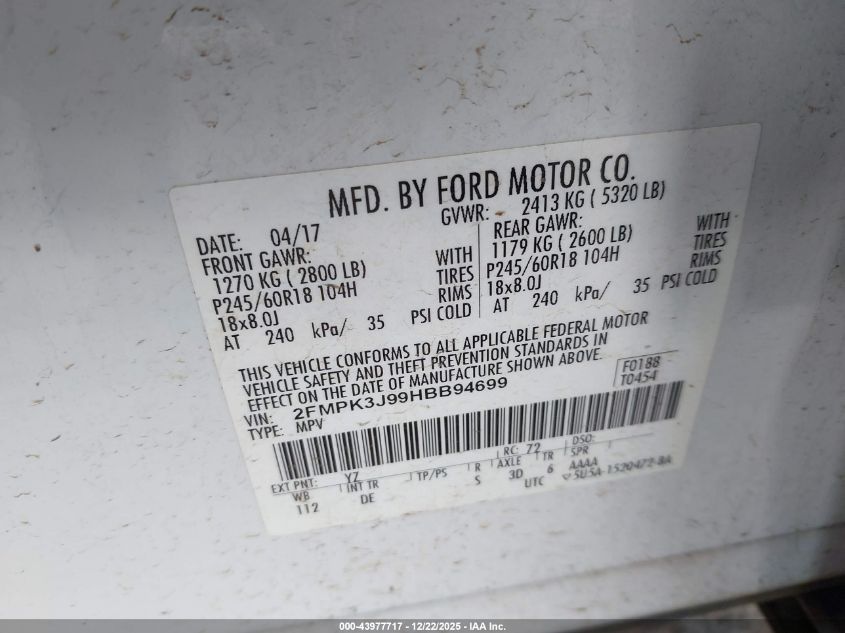 MFD. BY FORD MOTOR CO.
DATE: 04/17 GVWR: 2413 KG ( 5320 LB)
FRONT GAWR: REAR GAWR:
1270 KG ( 2800 LB) WITH 1179 KG ( 2600 LB) WITH
P245/60R18 104H TIRES P245/60R18 104H TIRES
18x8.0J RIMS 18x8.0J RIMS
AT 240 kPa/ 35 PSI COLD AT 240 kPa/ 35 PSI COLD
THIS VEHICLE CONFORMS TO ALL APPLICABLE FEDERAL MOTOR
VEHICLE SAFETY AND THEFT PREVENTION STANDARDS IN
EFFECT ON THE DATE OF MANUFACTURE SHOWN ABOVE.
VIN: 2FMPK3J99HBB94699 F0188
TYPE: MPV T0454
EXT PNT: YZ RC: 72 DSO:
WB INT TR TP/PS R AXLE TR SPR
112 DE S 3D 6 AAAA
UTC 5U5A-1520472-BA
000-43977717 - 12/22/2025 - IAA Inc.